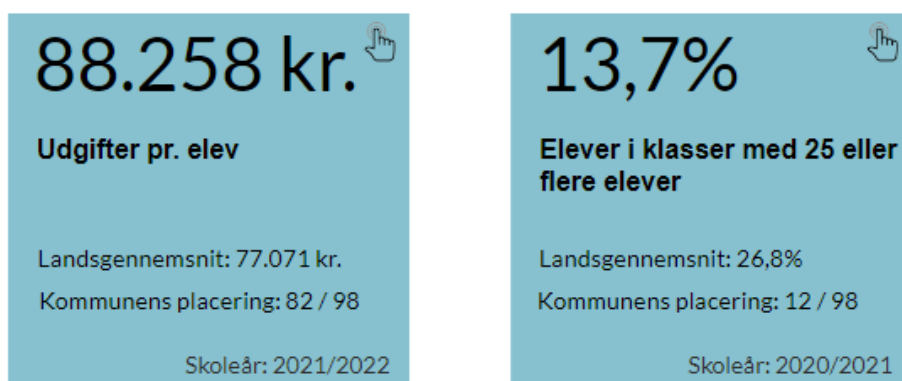 88.258 kr.
Udgifter pr. elev
Landsgennemsnit: 77.071 kr.
Kommunens placering: 82 / 98
Skoleår: 2021/2022
13,7%
Elever i klasser med 25 eller
flere elever
Landsgennemsnit: 26,8%
Kommunens placering: 12 / 98
Skoleår: 2020/2021